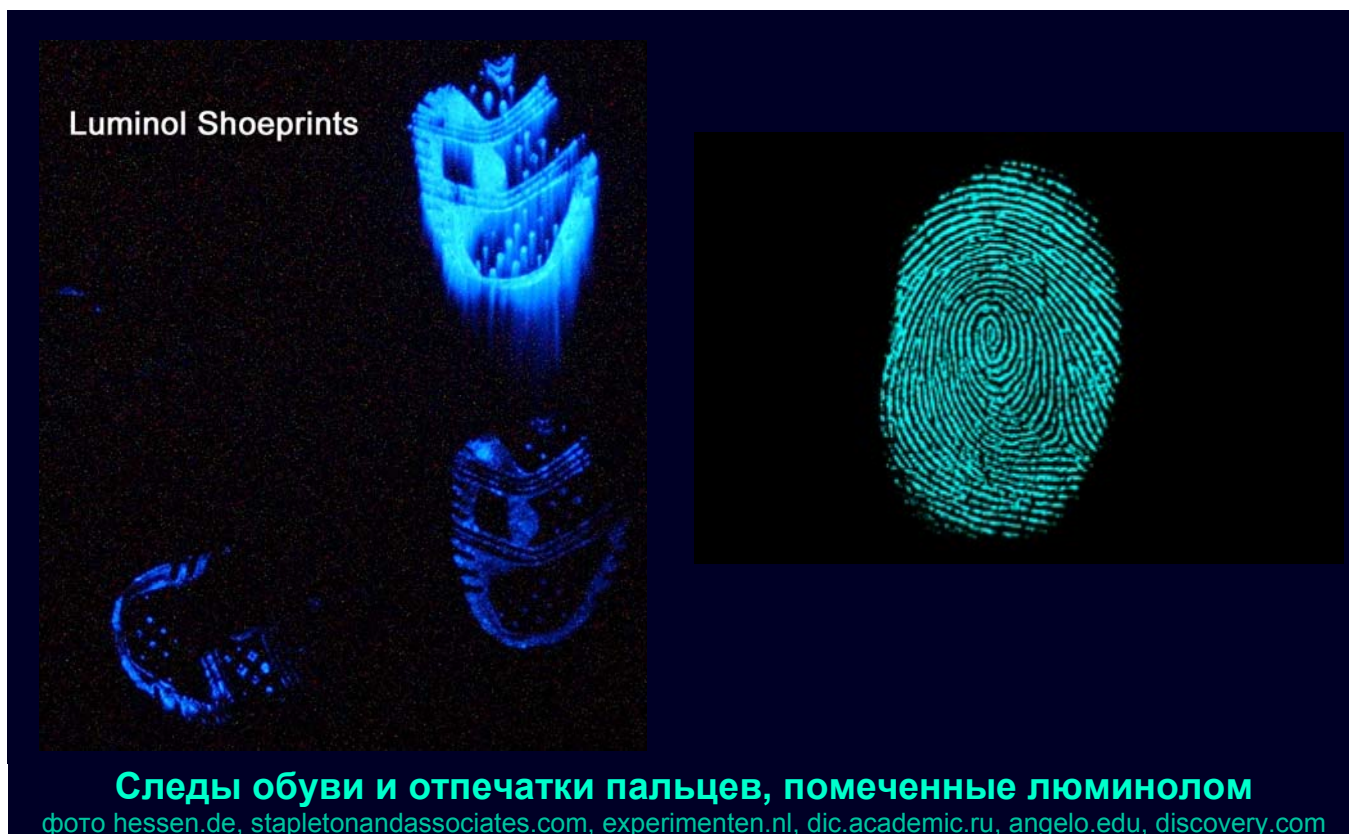 Luminol Shoeprints
Следы обуви и отпечатки пальцев, помеченные люминолом
фото hessen.de, stapletonandassociates.com, experimenten.nl, dic.academic.ru, angelo.edu, discovery.com